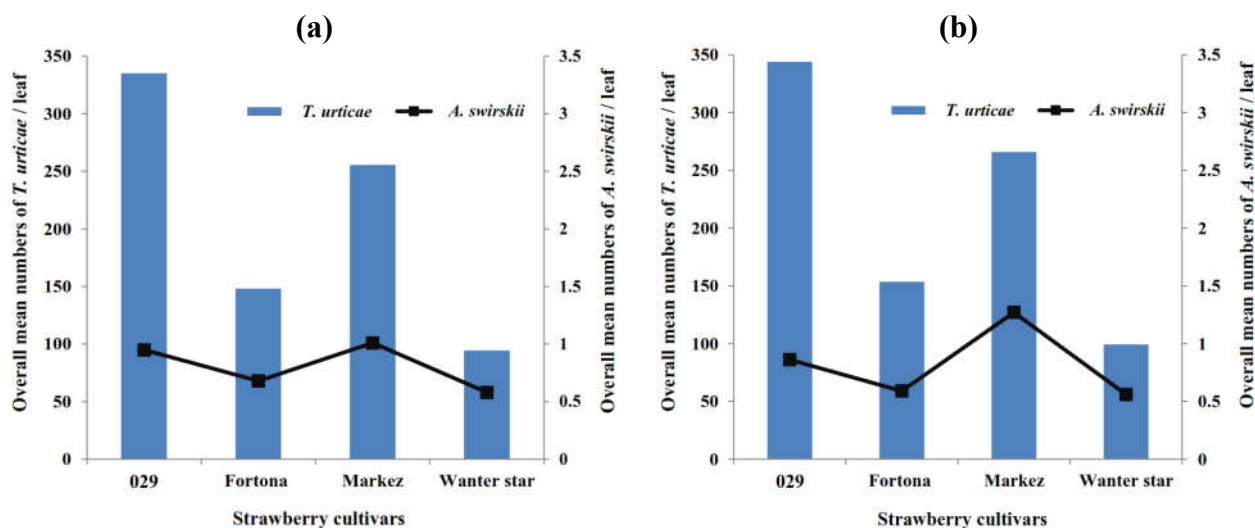 (a)
Overall mean numbers of T. urticae / leaf
350
300
250
200
150
100
50
0
T. urticae
A. swirskii
3.5
3
2.5
2
1.5
1
0.5
0
Overall mean numbers of A. swirskii / leaf
029
Fortona
Markez
Wanter star
Strawberry cultivars
(b)
Overall mean numbers of T. urticae / leaf
350
300
250
200
150
100
50
0
T. urticae
A. swirskii
3.5
3
2.5
2
1.5
1
0.5
0
Overall mean numbers of A. swirskii / leaf
029
Fortona
Markez
Wanter star
Strawberry cultivars